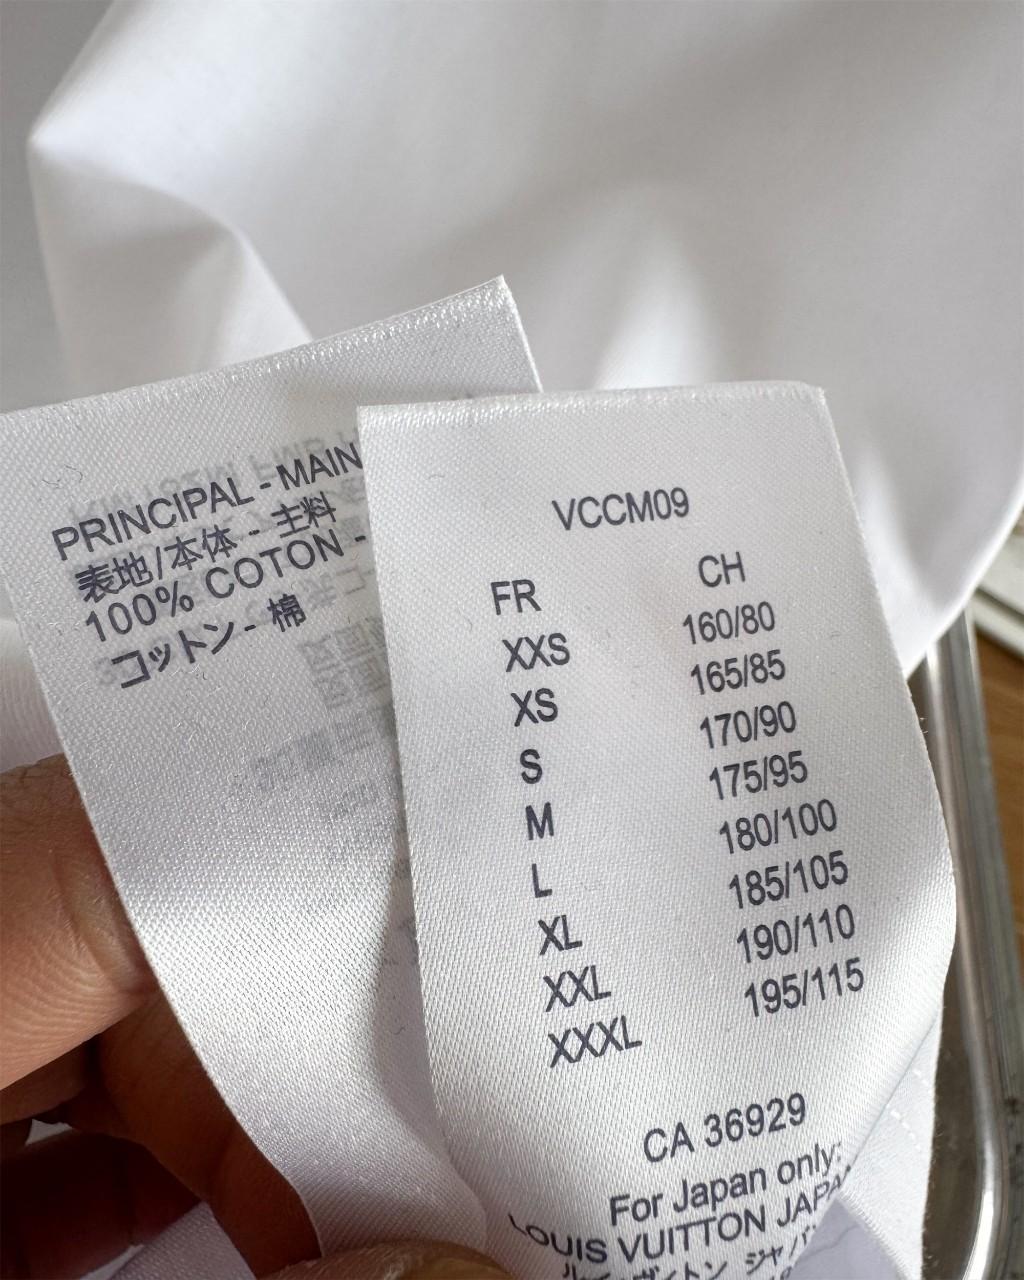 PRINCIPAL - MAIN
表地/本体 - 主料
100% COTON -
コットン - 棉
VCCM09
FR CH
XXS 160/80
XS 165/85
S 170/90
M 175/95
L 180/100
XL 185/105
XXL 190/110
XXXL 195/115
CA 36929
For Japan only:
LOUIS VUITTON JAPA